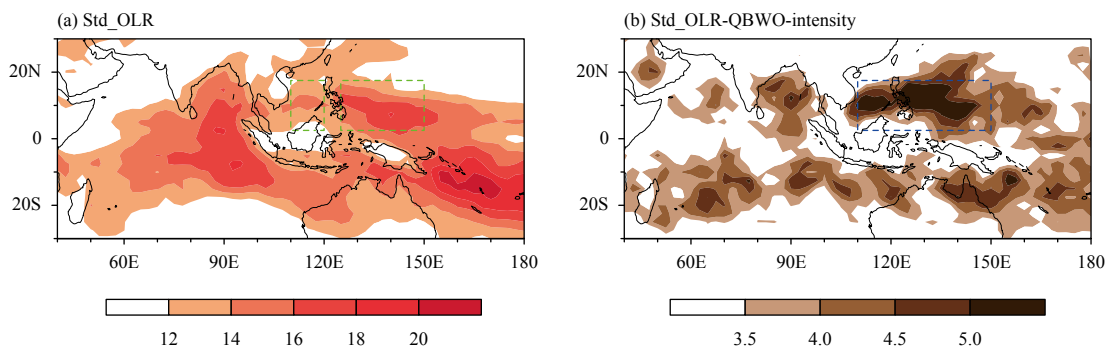 (a) Std_OLR
(b) Std_OLR-QBWO-intensity
20N
0
20S
60E 90E 120E 150E 180
20N
0
20S
60E 90E 120E 150E 180
12 14 16 18 20
3.5 4.0 4.5 5.0